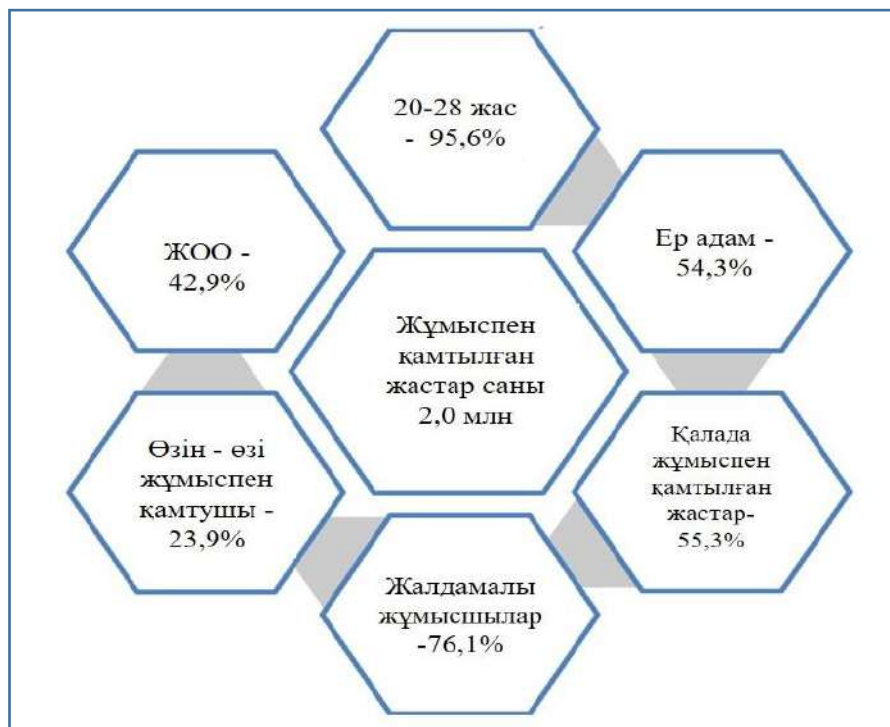 20-28 жас
- 95,6%
Ер адам -
54,3%
Қалада
жұмыспен
қамтылған
жастар-
55,3%
Жалдамалы
жұмысшылар
-76,1%
Өзін - өзі
жұмыспен
қамтушы -
23,9%
ЖОО -
42,9%
Жұмыспен
қамтылған
жастар саны
2,0 млн